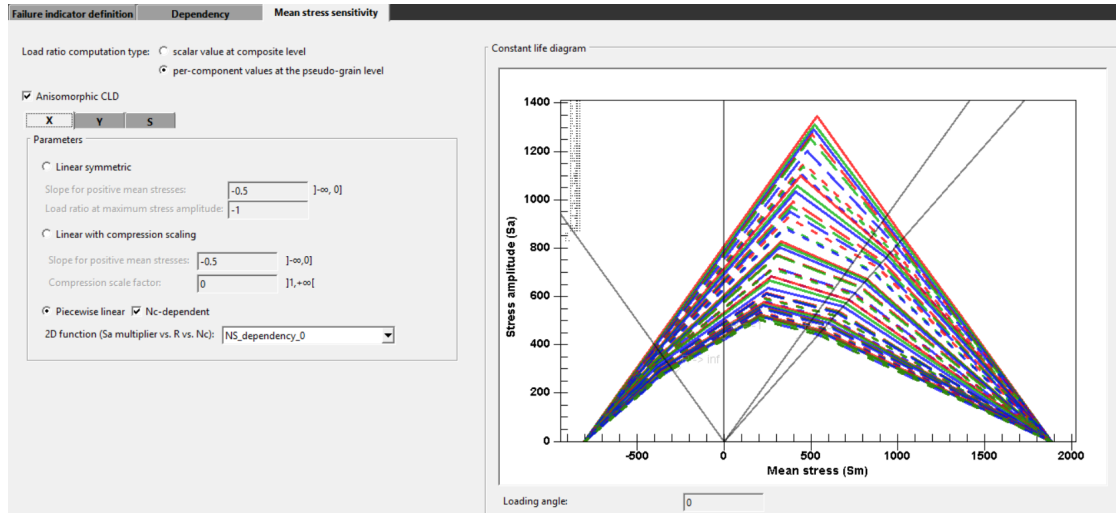 Failure indicator definition Dependency Mean stress sensitivity
Load ratio computation type: scalar value at composite level
per-component values at the pseudo-grain level
Anisomorphic CLD
X Y S
Parameters
Linear symmetric
Slope for positive mean stresses: -0.5 ]-∞, 0]
Load ratio at maximum stress amplitude: -1
Linear with compression scaling
Slope for positive mean stresses: -0.5 ]-∞,0]
Compression scale factor: 0 ]1,+∞[
Piecewise linear Nc-dependent
2D function (Sa multiplier vs. R vs. Nc): NS_dependency_0
Constant life diagram
Stress amplitude (Sa)
1400
1200
1000
800
600
400
200
0
-500 0 500 1000 1500 2000
Mean stress (Sm)
Loading angle: 0